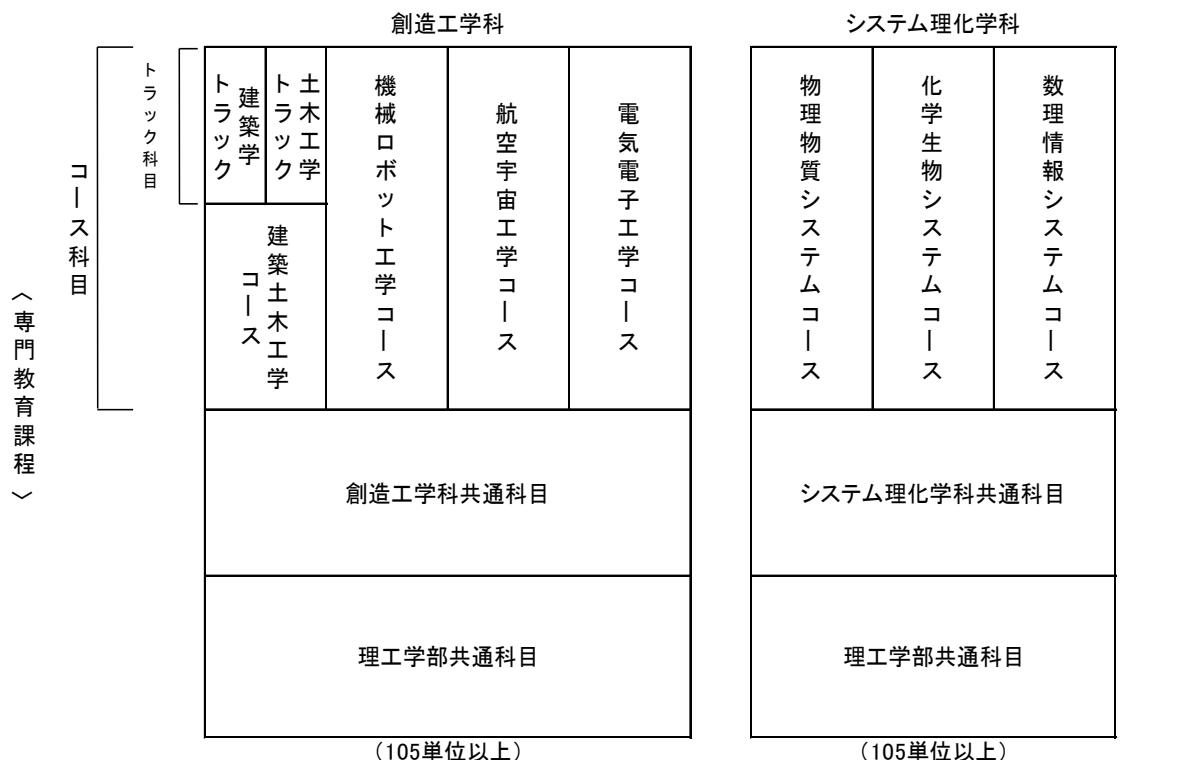 創造工学科
システム理化学科
〈専門教育課程〉
コース科目
トラック科目
建築学
トラック
土木工学
トラック
建築土木工学
コース
機械ロボット工学コース
航空宇宙工学コース
電気電子工学コース
物理物質システムコース
化学生物システムコース
数理情報システムコース
創造工学科共通科目
システム理化学科共通科目
理工学部共通科目
理工学部共通科目
(105単位以上)
(105単位以上)